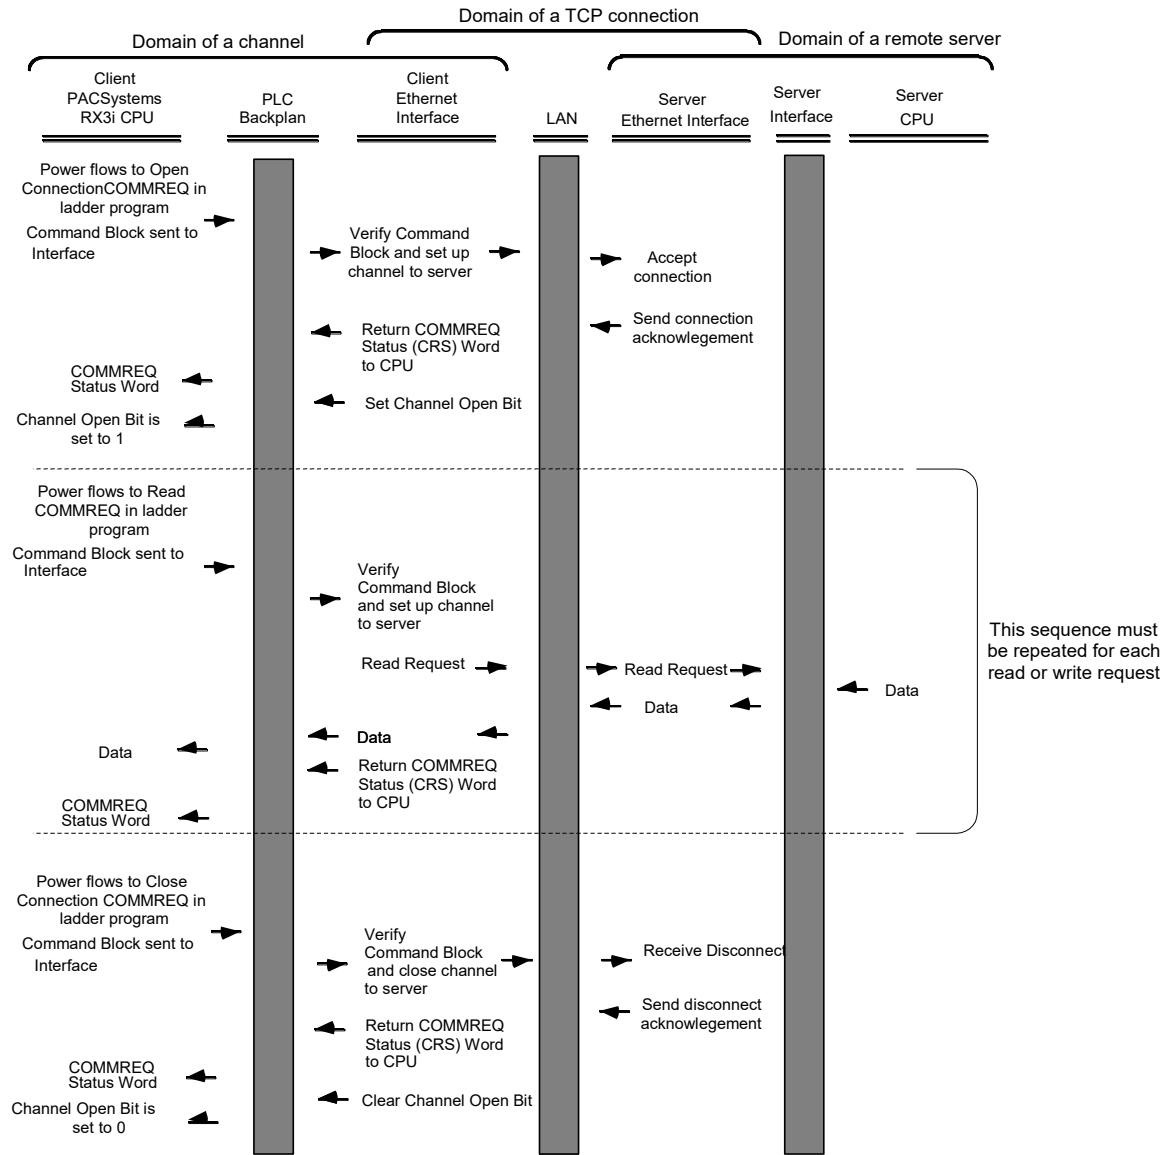 Domain of a TCP connection
Domain of a channel
Domain of a remote server
Client
PACSystems
RX3i CPU
PLC
Backplan
Client
Ethernet
Interface
LAN
Server
Ethernet Interface
Server
Interface
Server
CPU
Power flows to Open
ConnectionCOMMREQ in
ladder program
Command Block sent to
Interface
Verify Command
Block and set up
channel to server
Accept
connection
Send connection
acknowlegement
Return COMMREQ
Status (CRS) Word
to CPU
COMMREQ
Status Word
Set Channel Open Bit
Channel Open Bit is
set to 1
Power flows to Read
COMMREQ in ladder
program
Command Block sent to
Interface
Verify
Command Block
and set up channel
to server
Read Request
Read Request
Data
Data
Data
Data
Return COMMREQ
Status (CRS) Word
to CPU
COMMREQ
Status Word
This sequence must
be repeated for each
read or write request
Power flows to Close
Connection COMMREQ in
ladder program
Command Block sent to
Interface
Verify
Command Block
and close channel
to server
Receive Disconnect
Send disconnect
acknowlegement
Return COMMREQ
Status (CRS) Word
to CPU
COMMREQ
Status Word
Clear Channel Open Bit
Channel Open Bit is
set to 0